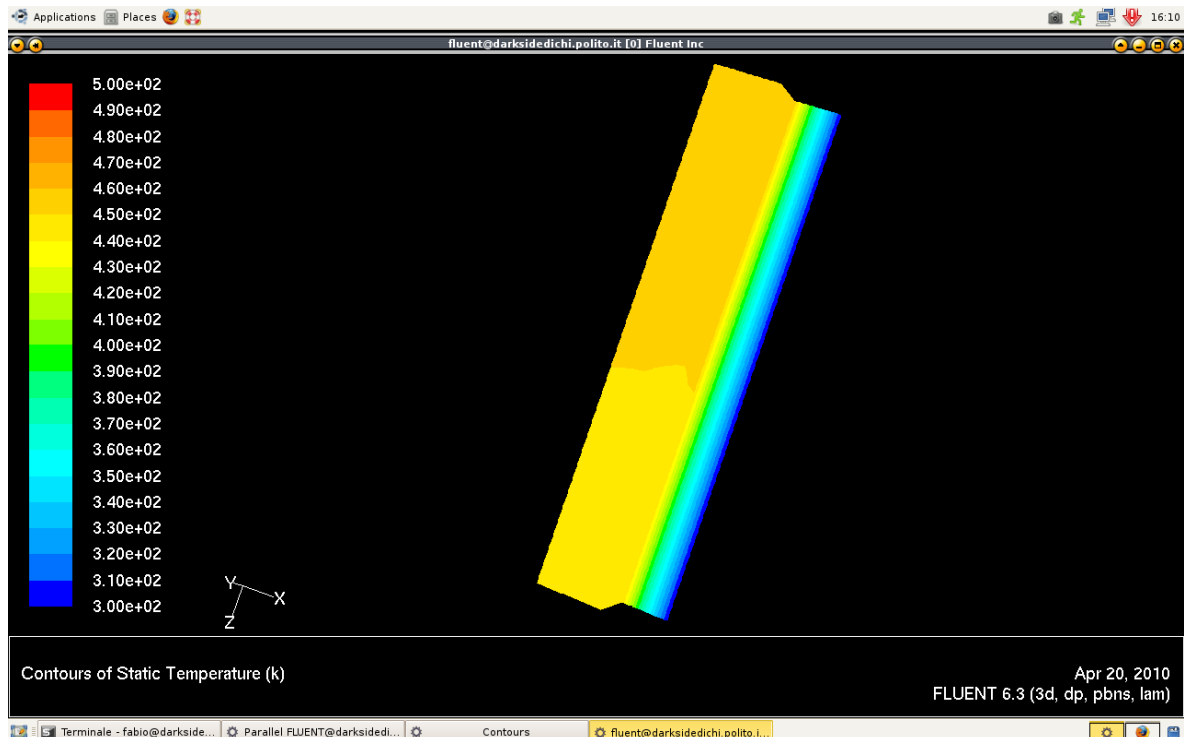 Applications Places 16:10
fluent@darksidedichi.polito.it [0] Fluent Inc
5.00e+02
4.90e+02
4.80e+02
4.70e+02
4.60e+02
4.50e+02
4.40e+02
4.30e+02
4.20e+02
4.10e+02
4.00e+02
3.90e+02
3.80e+02
3.70e+02
3.60e+02
3.50e+02
3.40e+02
3.30e+02
3.20e+02
3.10e+02
3.00e+02
Y
X
Z
Contours of Static Temperature (k)
Apr 20, 2010
FLUENT 6.3 (3d, dp, pbns, lam)
Terminale - fabio@darkside... Parallel FLUENT@darksidedi... Contours fluent@darksidedichi.polito.i...